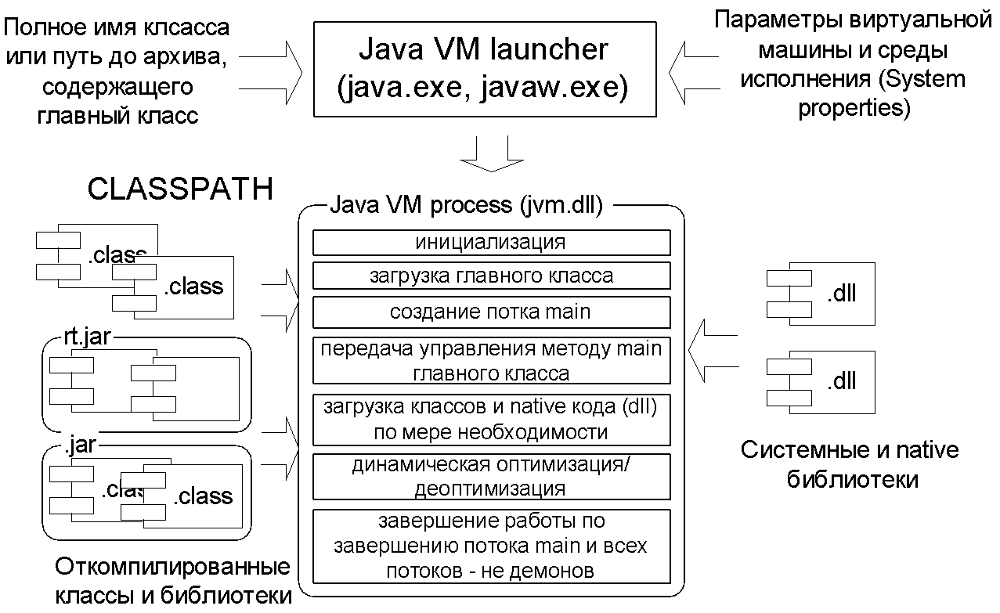 Полное имя клсасса
или путь до архива,
содержащего
главный класс
Java VM launcher
(java.exe, javaw.exe)
Параметры виртуальной
машины и среды
исполнения (System
properties)
CLASSPATH
.class
.class
rt.jar
.jar
.class
.class
Откомпилированные
классы и библиотеки
Java VM process (jvm.dll)
инициализация
загрузка главного класса
создание потка main
передача управления методу main
главного класса
загрузка классов и native кода (dll)
по мере необходимости
динамическая оптимизация/
деоптимизация
завершение работы по
завершению потока main и всех
потоков - не демонов
.dll
.dll
Системные и native
библиотеки